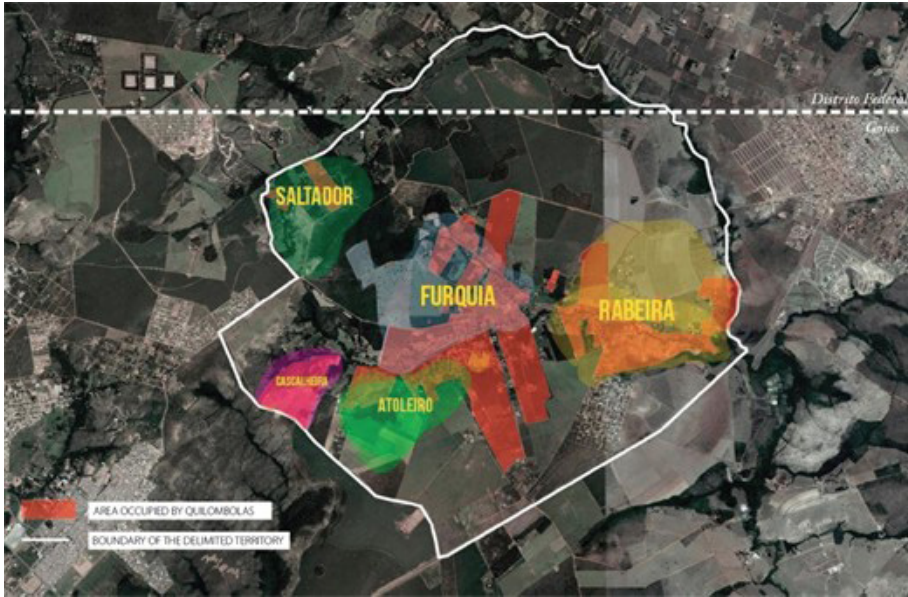 Distrito Federal
Goiás
SALTADOR
FURQUIA
RABEIRA
CASCALHEIRA
ATOLEIRO
AREA OCCUPIED BY QUILOMBOLAS
BOUNDARY OF THE DELIMITED TERRITORY